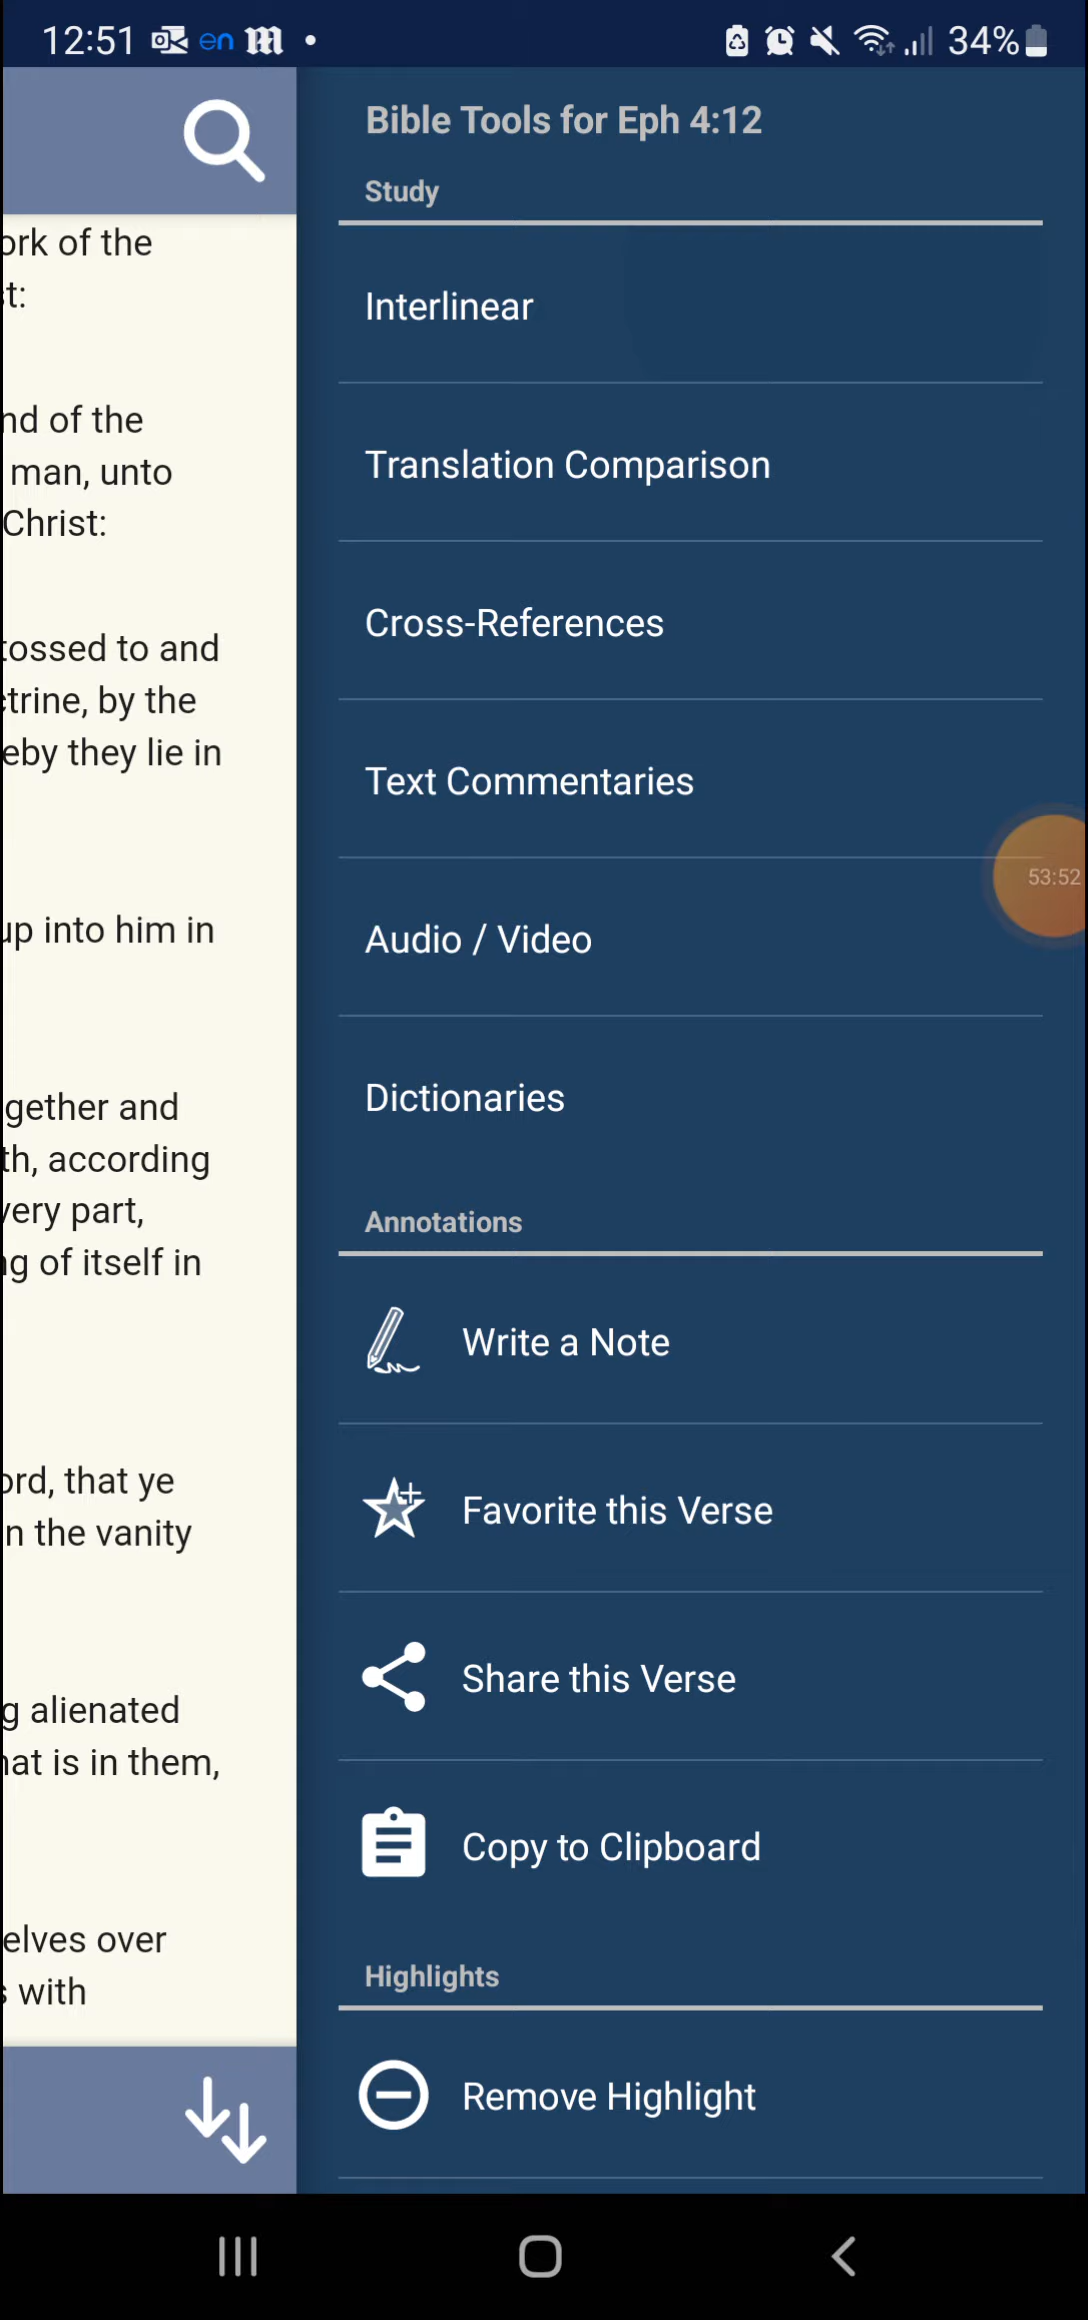 12:51 en 34%
Bible Tools for Eph 4:12
Study
Interlinear
Translation Comparison
Cross-References
Text Commentaries
Audio / Video
Dictionaries
Annotations
Write a Note
Favorite this Verse
Share this Verse
Copy to Clipboard
Highlights
Remove Highlight
53:52
ork of the
t:
nd of the
man, unto
Christ:
tossed to and
trine, by the
eby they lie in
up into him in
gether and
th, according
very part,
ng of itself in
ord, that ye
n the vanity
g alienated
hat is in them,
elves over
s with